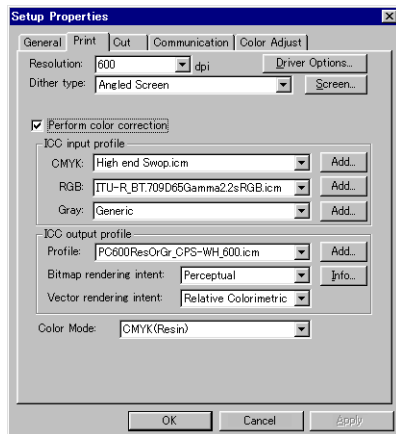 Setup Properties
General Print Cut Communication Color Adjust
Resolution: 600 dpi Driver Options...
Dither type: Angled Screen Screen...
Perform color correction
ICC input profile
CMYK: High end Swop.icm Add...
RGB: ITU-R_BT.709D65Gamma2.2sRGB.icm Add...
Gray: Generic Add...
ICC output profile
Profile: PC600ResOrGr_CPS-WH_600.icm Add...
Bitmap rendering intent: Perceptual Info...
Vector rendering intent: Relative Colorimetric
Color Mode: CMYK(Resin)
OK Cancel Apply